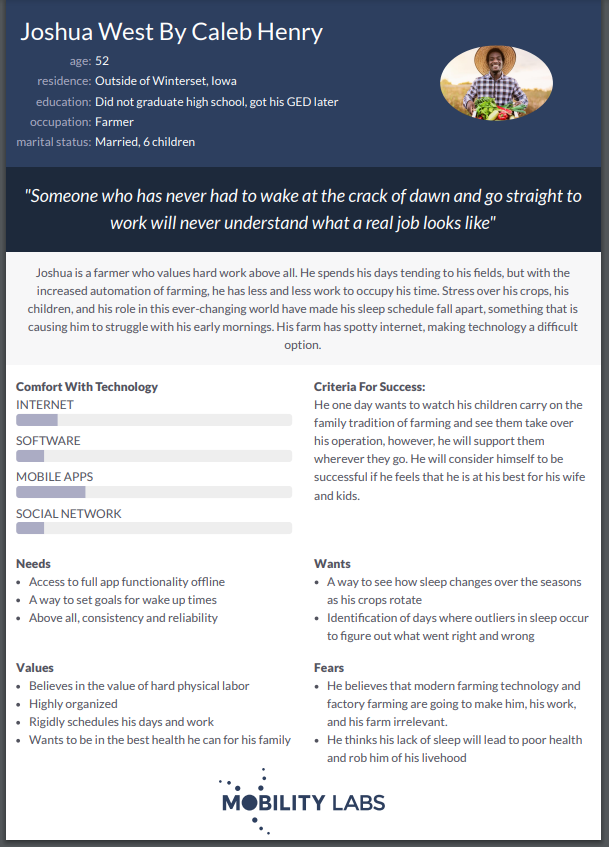 Joshua West By Caleb Henry
age: 52
residence: Outside of Winterset, Iowa
education: Did not graduate high school, got his GED later
occupation: Farmer
marital status: Married, 6 children
"Someone who has never had to wake at the crack of dawn and go straight to
work will never understand what a real job looks like"
Joshua is a farmer who values hard work above all. He spends his days tending to his fields, but with the
increased automation of farming, he has less and less work to occupy his time. Stress over his crops, his
children, and his role in this ever-changing world have made his sleep schedule fall apart, something that is
causing him to struggle with his early mornings. His farm has spotty internet, making technology a difficult
option.
Comfort With Technology
INTERNET
SOFTWARE
MOBILE APPS
SOCIAL NETWORK
Criteria For Success:
He one day wants to watch his children carry on the
family tradition of farming and see them take over
his operation, however, he will support them
wherever they go. He will consider himself to be
successful if he feels that he is at his best for his wife
and kids.
Needs
• Access to full app functionality offline
• A way to set goals for wake up times
• Above all, consistency and reliability
Wants
• A way to see how sleep changes over the seasons
as his crops rotate
• Identification of days where outliers in sleep occur
to figure out what went right and wrong
Values
• Believes in the value of hard physical labor
• Highly organized
• Rigidly schedules his days and work
• Wants to be in the best health he can for his family
Fears
• He believes that modern farming technology and
factory farming are going to make him, his work,
and his farm irrelevant.
• He thinks his lack of sleep will lead to poor health
and rob him of his livehood
MOBILITY LABS